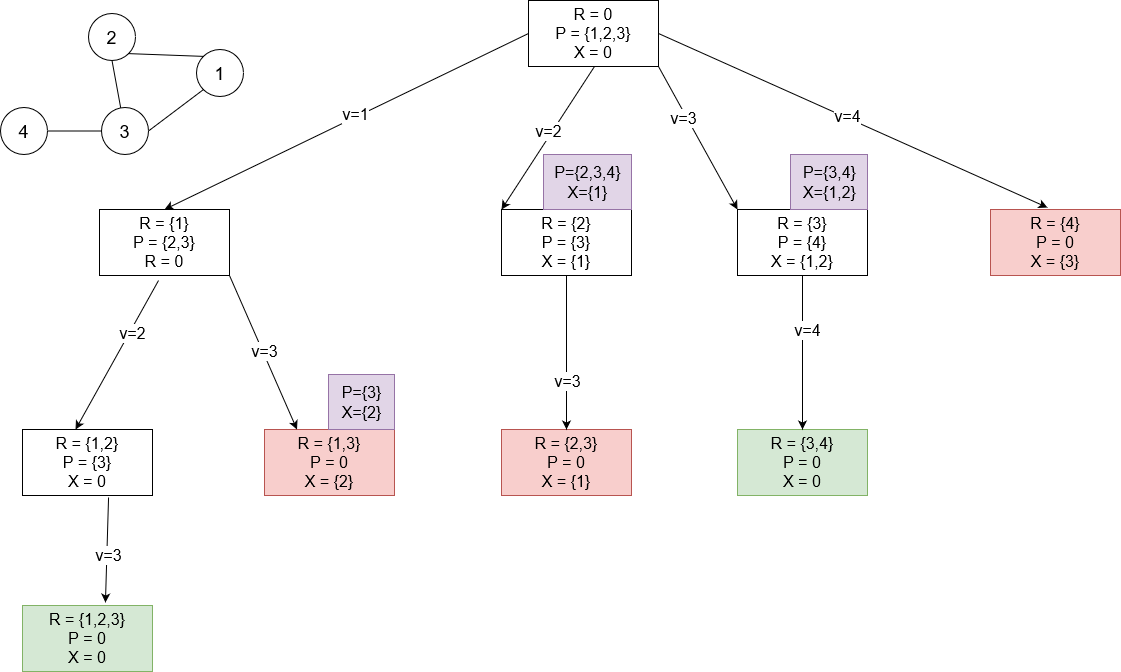 2
1
4
3
R = 0
P = {1,2,3}
X = 0
v=1
v=2
v=3
v=4
P={2,3,4}
X={1}
P={3,4}
X={1,2}
R = {1}
P = {2,3}
R = 0
R = {2}
P = {3}
X = {1}
R = {3}
P = {4}
X = {1,2}
R = {4}
P = 0
X = {3}
v=2
v=3
v=3
v=4
P={3}
X={2}
R = {1,2}
P = {3}
X = 0
R = {1,3}
P = 0
X = {2}
R = {2,3}
P = 0
X = {1}
R = {3,4}
P = 0
X = 0
v=3
R = {1,2,3}
P = 0
X = 0